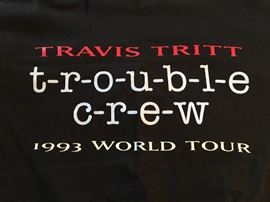 TRAVIS TRITT
t-r-o-u-b-l-e
c-r-e-w
1993 WORLD TOUR